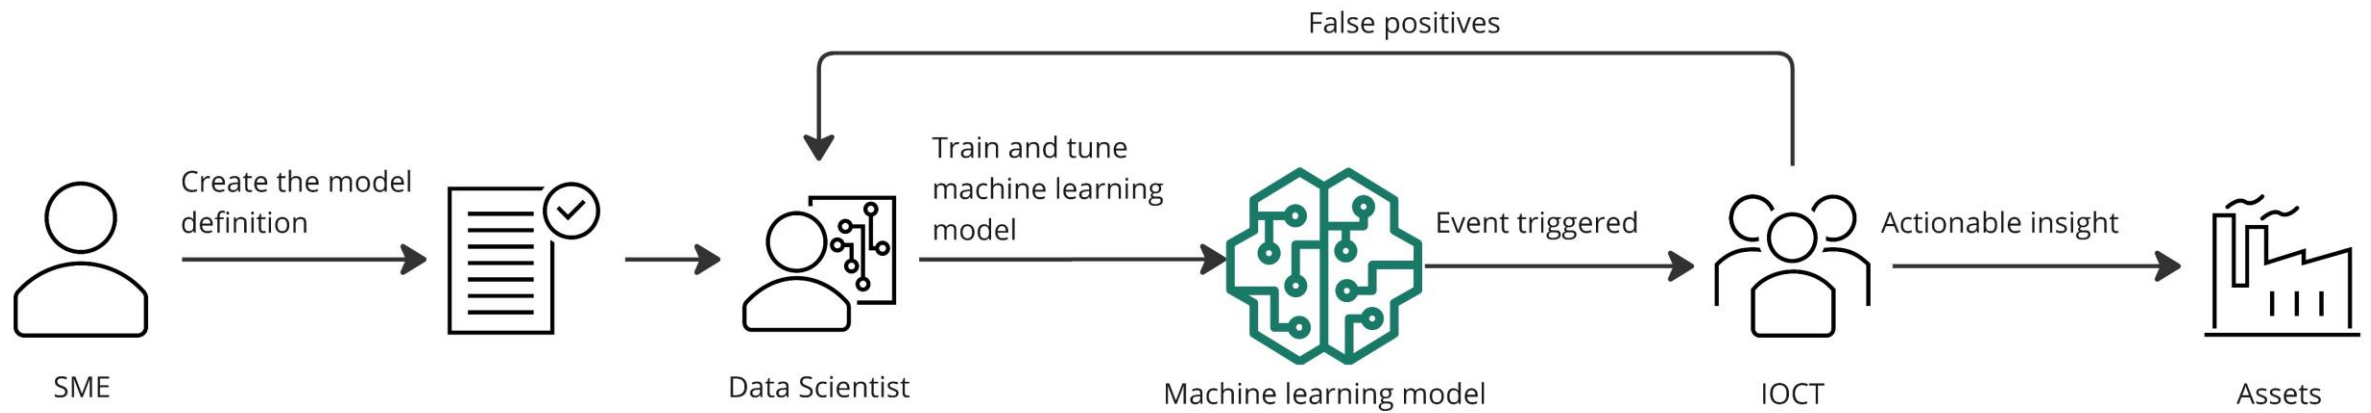 False positives
Create the model
definition
Train and tune
machine learning
model
Event triggered
Actionable insight
SME
Data Scientist
Machine learning model
IOCT
Assets